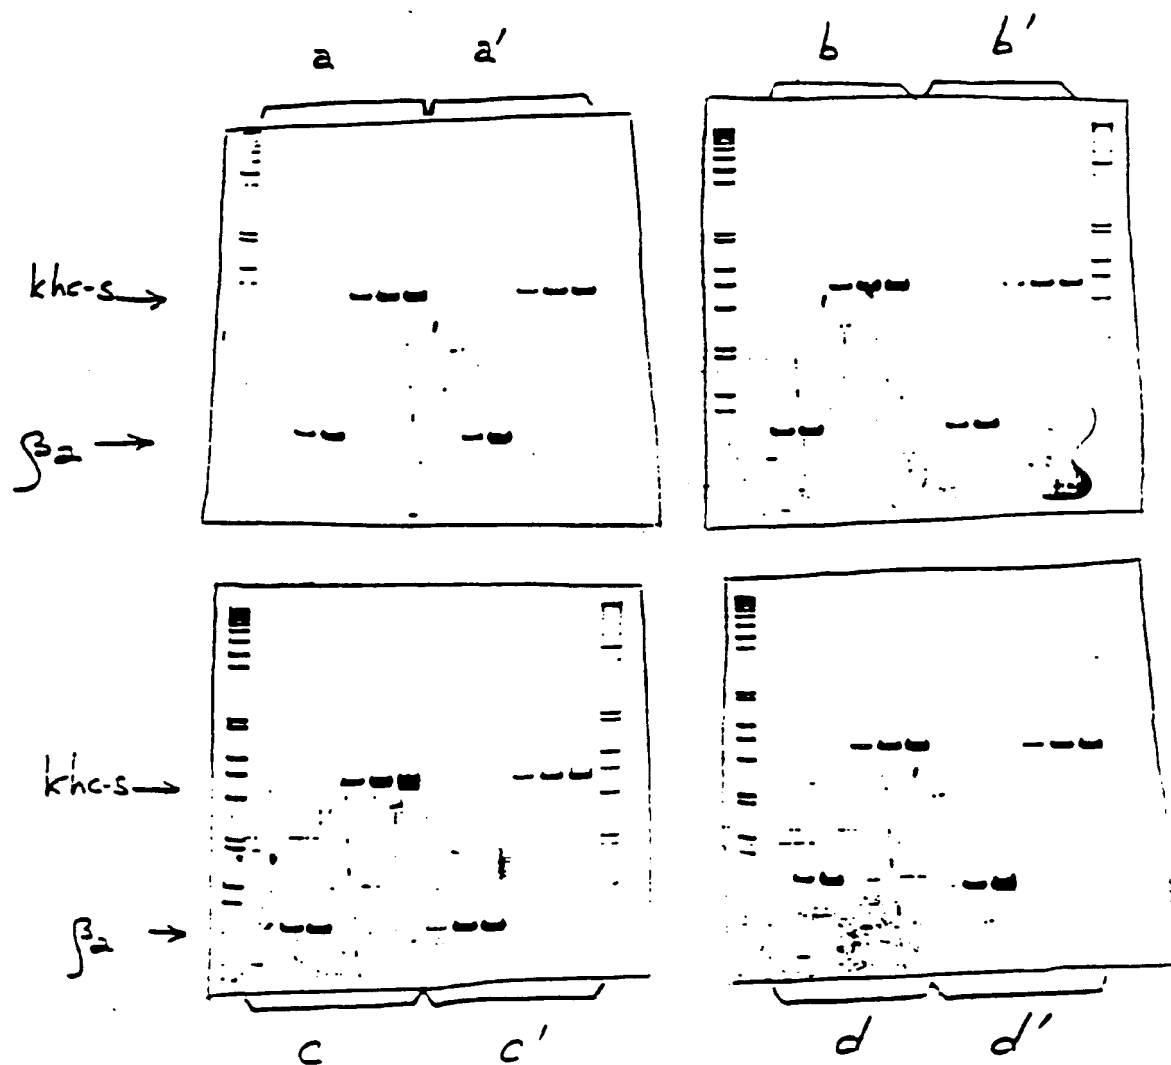 a a' b b'
khc-s →
β2 →
khc-s →
β2 →
c c' d d'